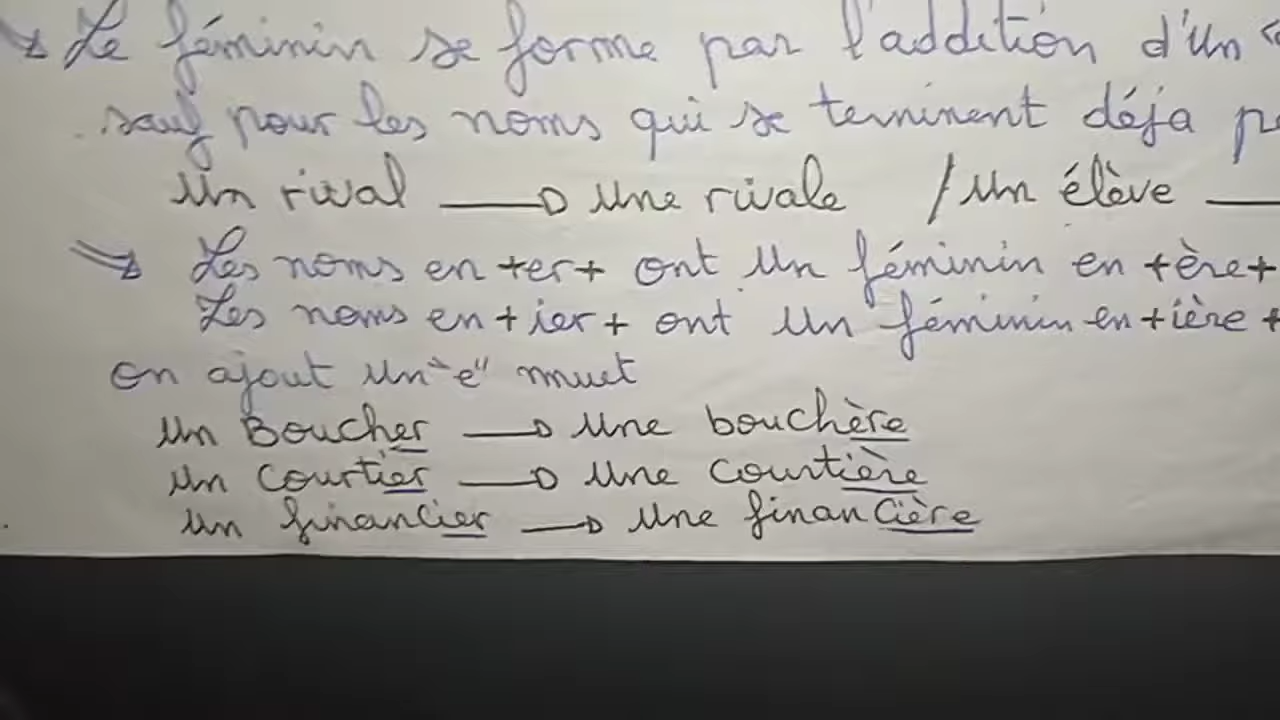 Le féminin se forme par l'addition d'un
sauf pour les noms qui se terminent déja
un rival → une rivale / un élève
Les noms en +er+ ont un féminin en +ère+
Les noms en +ier+ ont un féminin en +ière+
on ajout un "e" muet
un Boucher → une bouchère
un Courtier → une Courtière
un financier → une financière